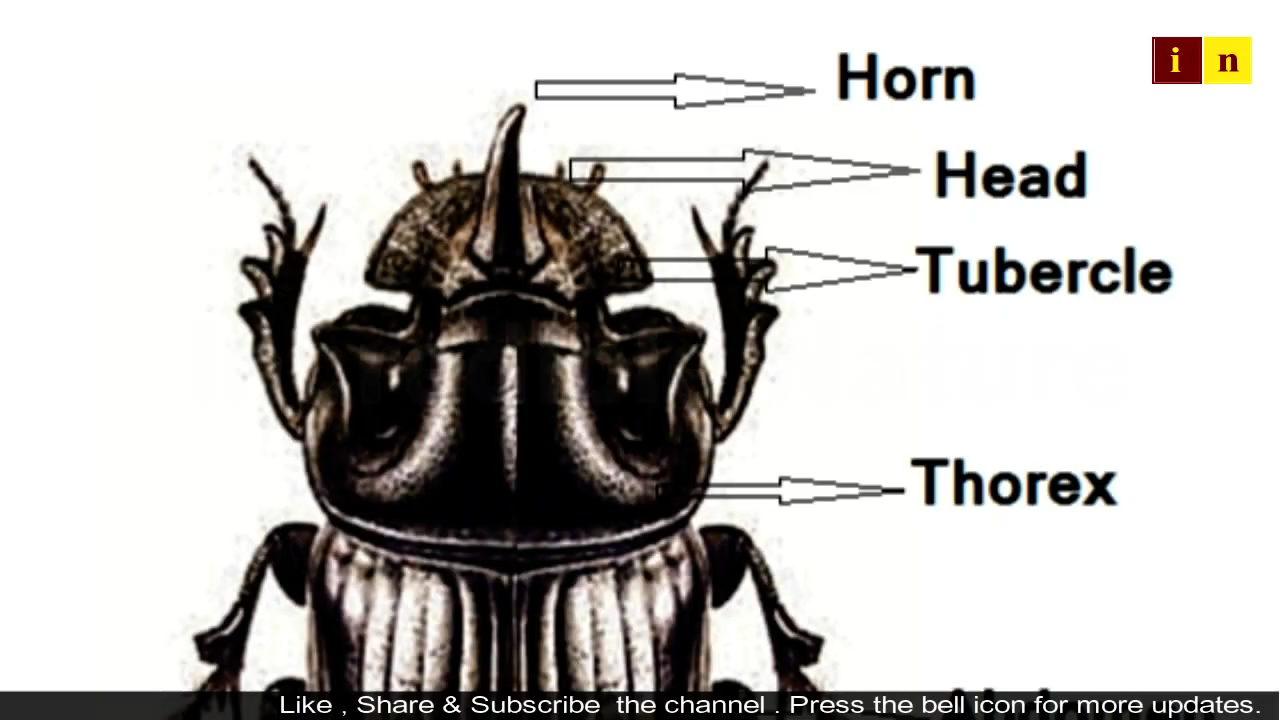 i n
Horn
Head
Tubercle
Thorex
Like , Share & Subscribe the channel . Press the bell icon for more updates.